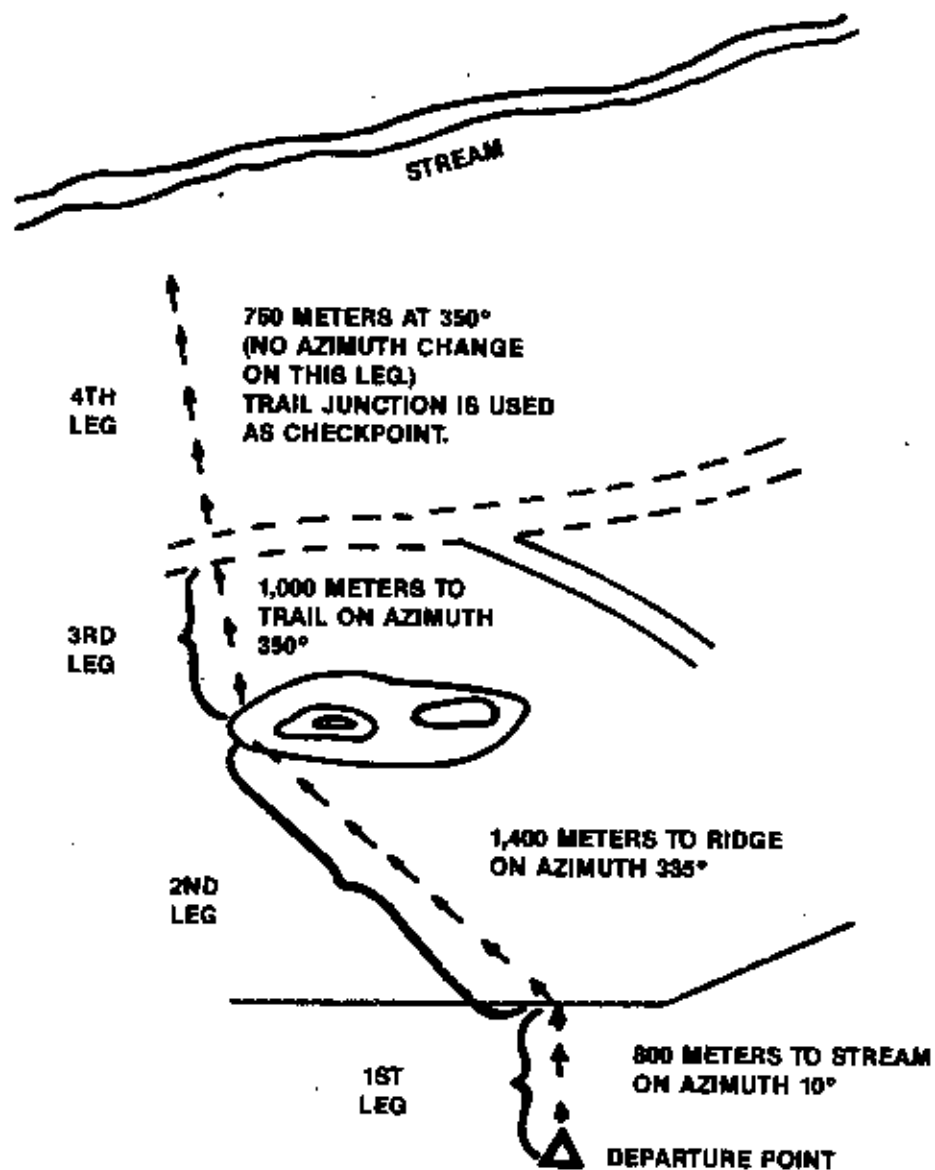 STREAM
750 METERS AT 350°
(NO AZIMUTH CHANGE
ON THIS LEG.)
TRAIL JUNCTION IS USED
AS CHECKPOINT.
4TH
LEG
1,000 METERS TO
TRAIL ON AZIMUTH
350°
3RD
LEG
1,400 METERS TO RIDGE
ON AZIMUTH 335°
2ND
LEG
800 METERS TO STREAM
ON AZIMUTH 10°
1ST
LEG
DEPARTURE POINT